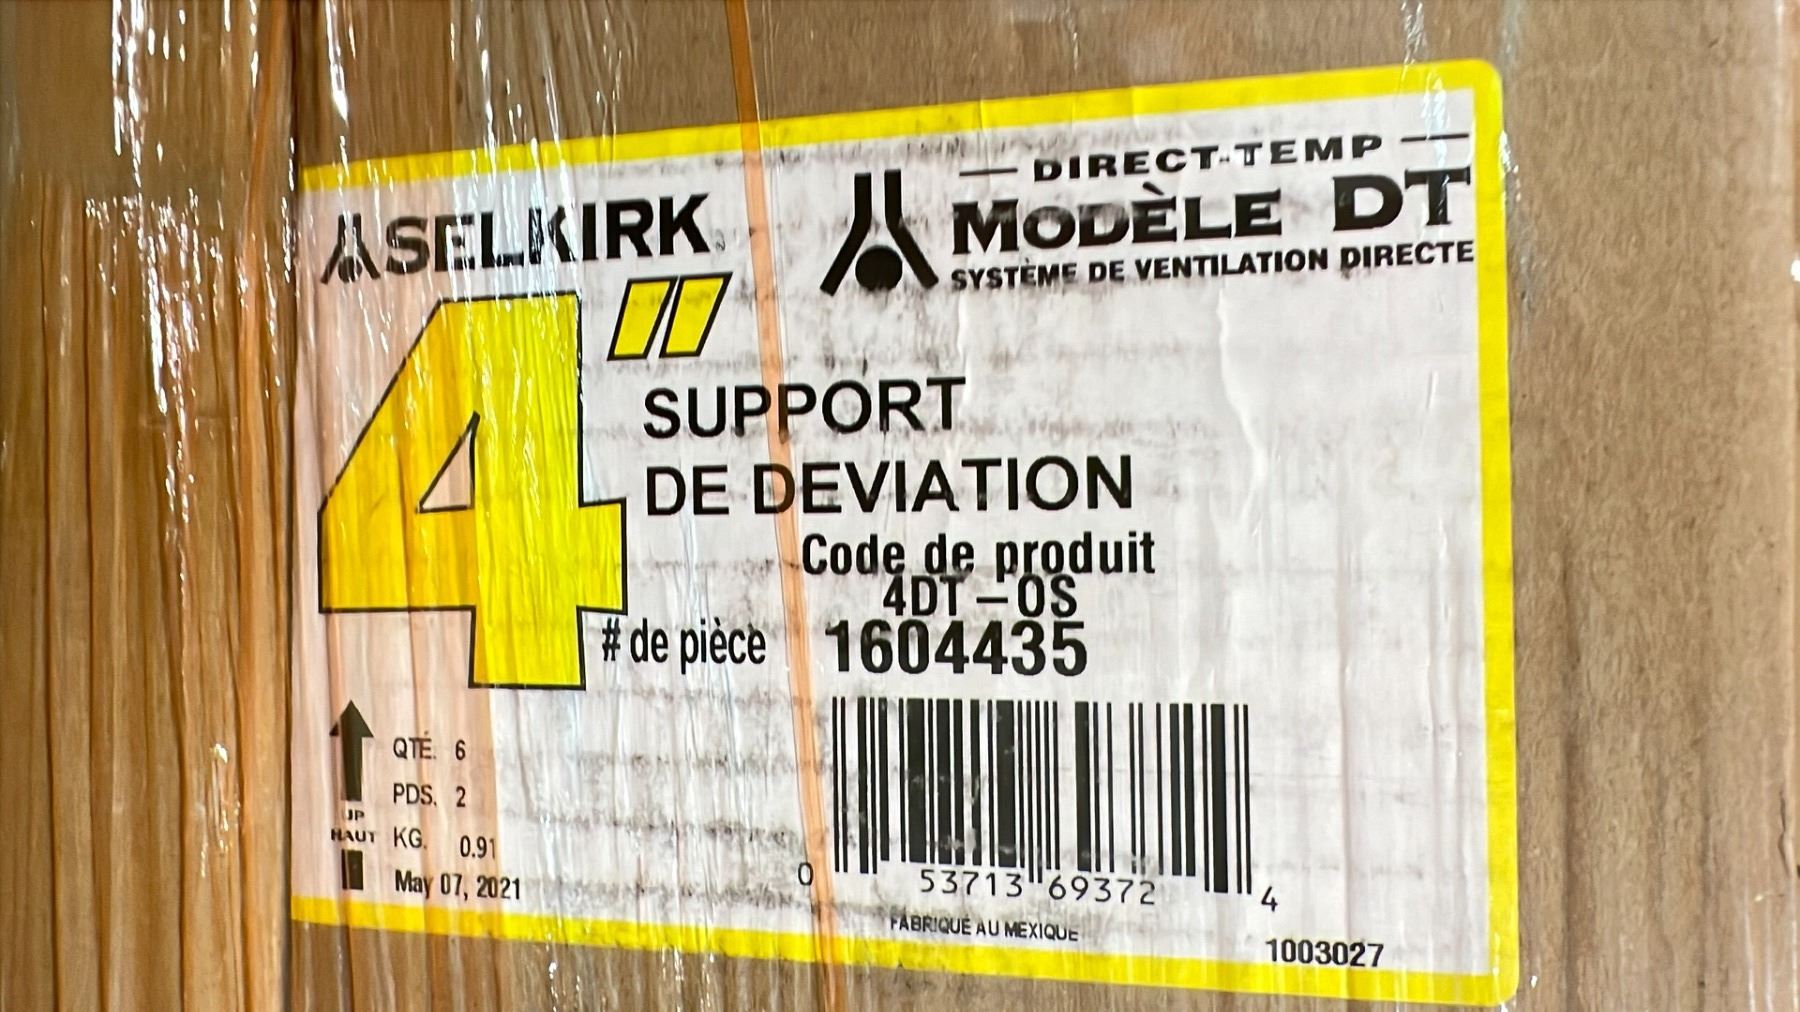 SELKIRK
DIRECT-TEMP
MODÈLE DT
SYSTÈME DE VENTILATION DIRECTE
4"
SUPPORT
DE DEVIATION
Code de produit
4DT-OS
# de pièce 1604435
QTÉ. 6
PDS. 2
UP
HAUT
KG. 0.91
May 07, 2021
0 53713 69372 4
FABRIQUÉ AU MEXIQUE
1003027